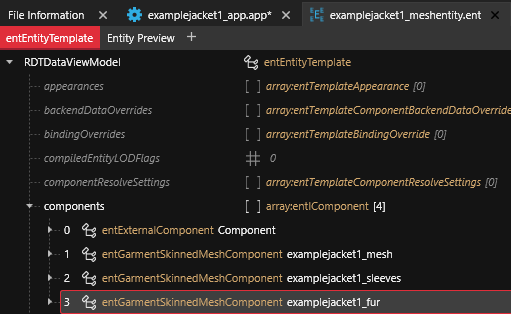 File Information examplejacket1_app.app* examplejacket1_meshentity.ent
entEntityTemplate Entity Preview
RDTDataViewModel entEntityTemplate
appearances array:entTemplateAppearance [0]
backendDataOverrides array:entTemplateComponentBackendDataOverride
bindingOverrides array:entTemplateBindingOverride [0]
compiledEntityLODFlags 0
componentResolveSettings array:entTemplateComponentResolveSettings [0]
components array:entIComponent [4]
0 entExternalComponent Component
1 entGarmentSkinnedMeshComponent examplejacket1_mesh
2 entGarmentSkinnedMeshComponent examplejacket1_sleeves
3 entGarmentSkinnedMeshComponent examplejacket1_fur